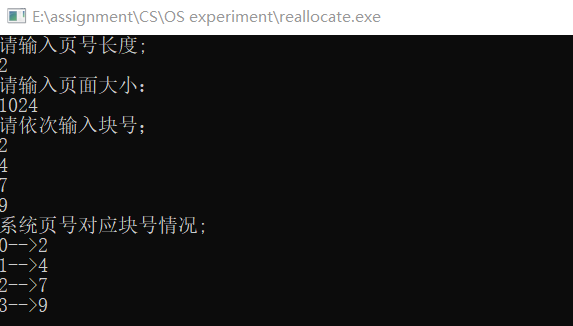 E:\assignment\CS\OS experiment\reallocate.exe
请输入页号长度;
2
请输入页面大小：
1024
请依次输入块号；
2
4
7
9
系统页号对应块号情况;
0-->2
1-->4
2-->7
3-->9